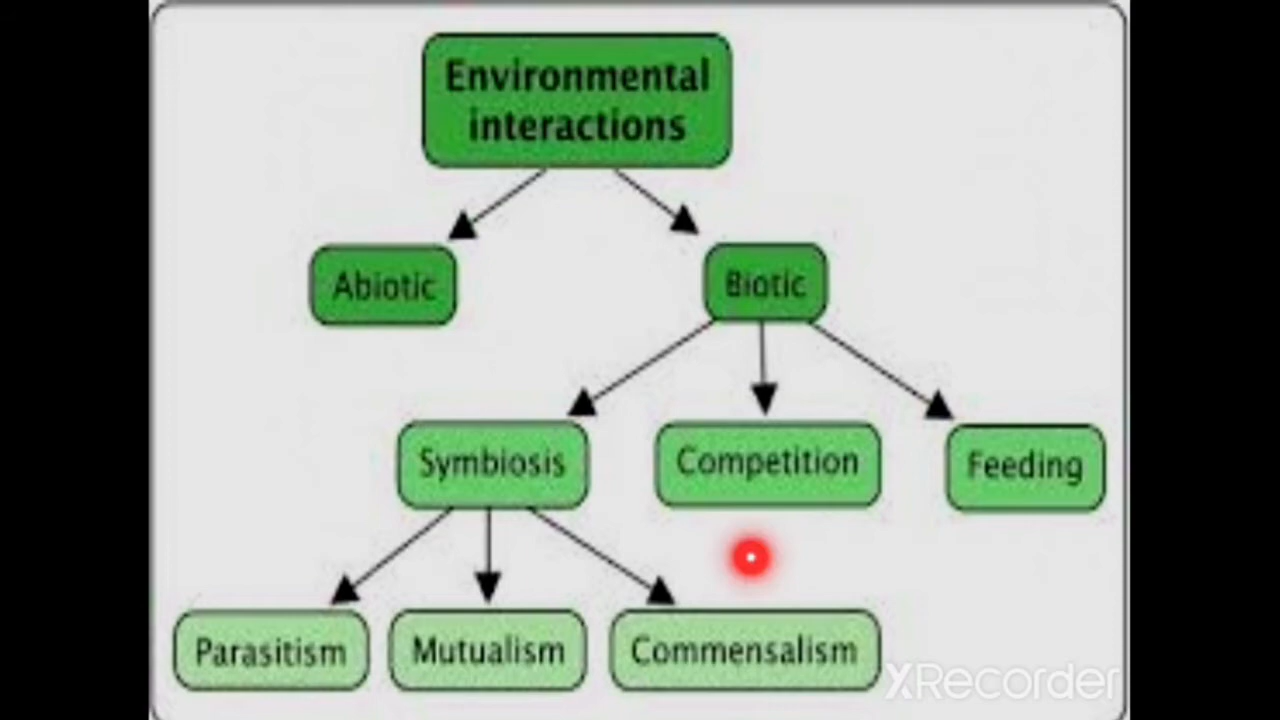 Environmental
interactions
Abiotic
Biotic
Symbiosis
Competition
Feeding
Parasitism
Mutualism
Commensalism
XRecorder